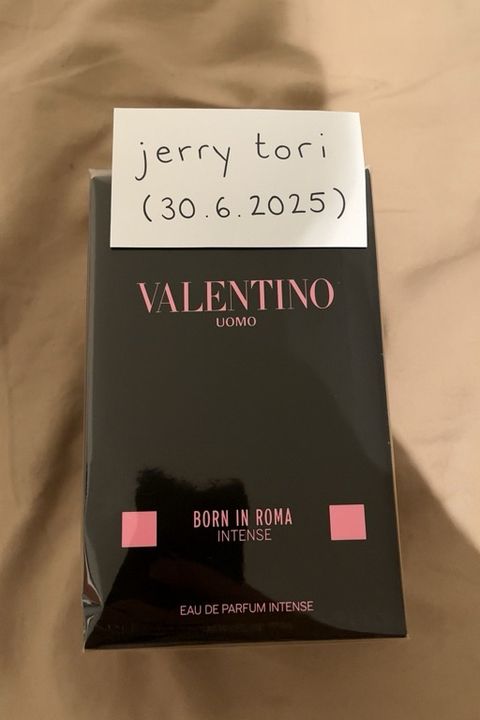 jerry tori
(30.6.2025)
VALENTINO
UOMO
BORN IN ROMA
INTENSE
EAU DE PARFUM INTENSE